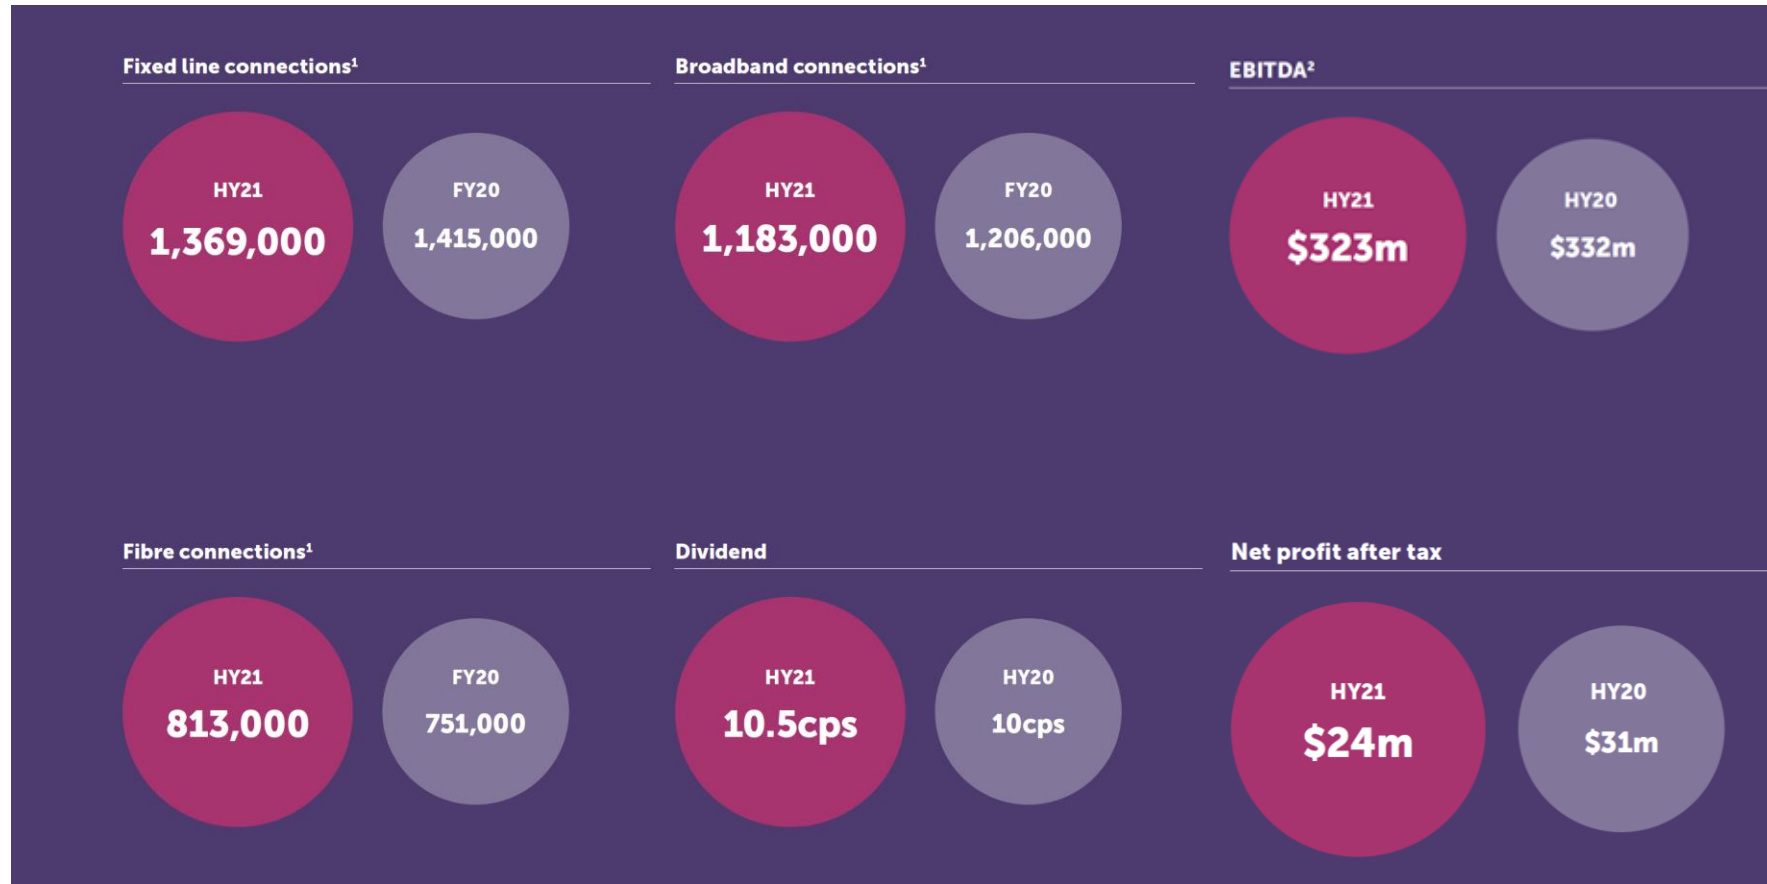 Fixed line connections¹
HY21
1,369,000
FY20
1,415,000
Broadband connections¹
HY21
1,183,000
FY20
1,206,000
EBITDA²
HY21
$323m
HY20
$332m
Fibre connections¹
HY21
813,000
FY20
751,000
Dividend
HY21
10.5cps
HY20
10cps
Net profit after tax
HY21
$24m
HY20
$31m